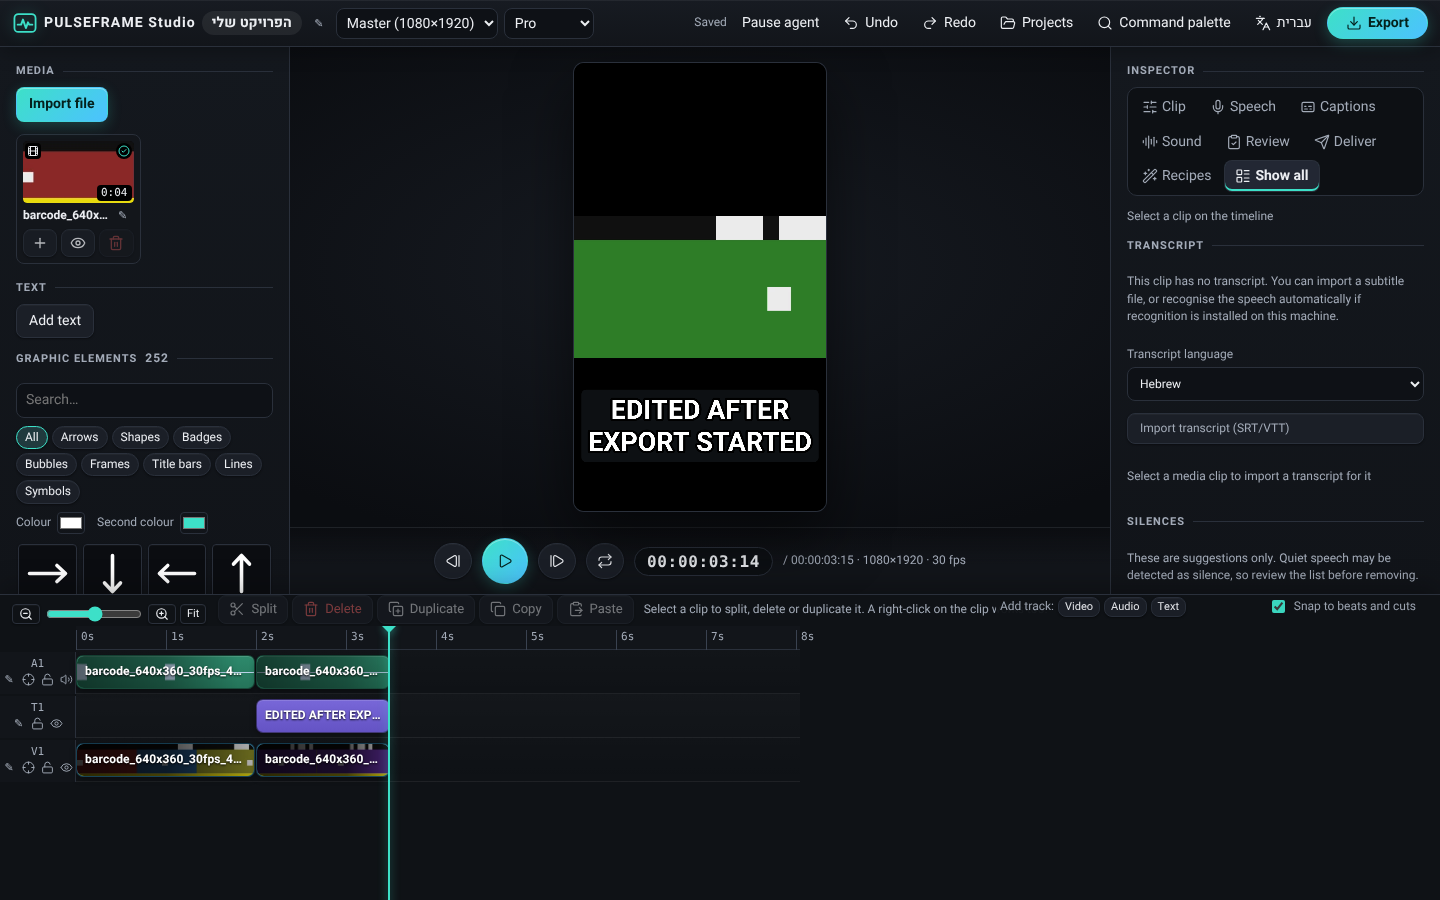 PULSEFRAME Studio
הפרויקט שלי
Master (1080×1920)
Pro
Saved
Pause agent
Undo
Redo
Projects
Command palette
עברית
Export
MEDIA
Import file
0:04
barcode_640x...
TEXT
Add text
GRAPHIC ELEMENTS 252
Search...
All
Arrows
Shapes
Badges
Bubbles
Frames
Title bars
Lines
Symbols
Colour
Second colour
EDITED AFTER
EXPORT STARTED
00:00:03:14
/ 00:00:03:15 · 1080×1920 · 30 fps
INSPECTOR
Clip
Speech
Captions
Sound
Review
Deliver
Recipes
Show all
Select a clip on the timeline
TRANSCRIPT
This clip has no transcript. You can import a subtitle
file, or recognise the speech automatically if
recognition is installed on this machine.
Transcript language
Hebrew
Import transcript (SRT/VTT)
Select a media clip to import a transcript for it
SILENCES
These are suggestions only. Quiet speech may be
detected as silence, so review the list before removing.
Fit
Split
Delete
Duplicate
Copy
Paste
Select a clip to split, delete or duplicate it. A right-click on the clip
Add track:
Video
Audio
Text
Snap to beats and cuts
0s
1s
2s
3s
4s
5s
6s
7s
8s
A1
barcode_640x360_30fps_4...
barcode_640x360_...
T1
EDITED AFTER EXP...
V1
barcode_640x360_30fps_4...
barcode_640x360_...